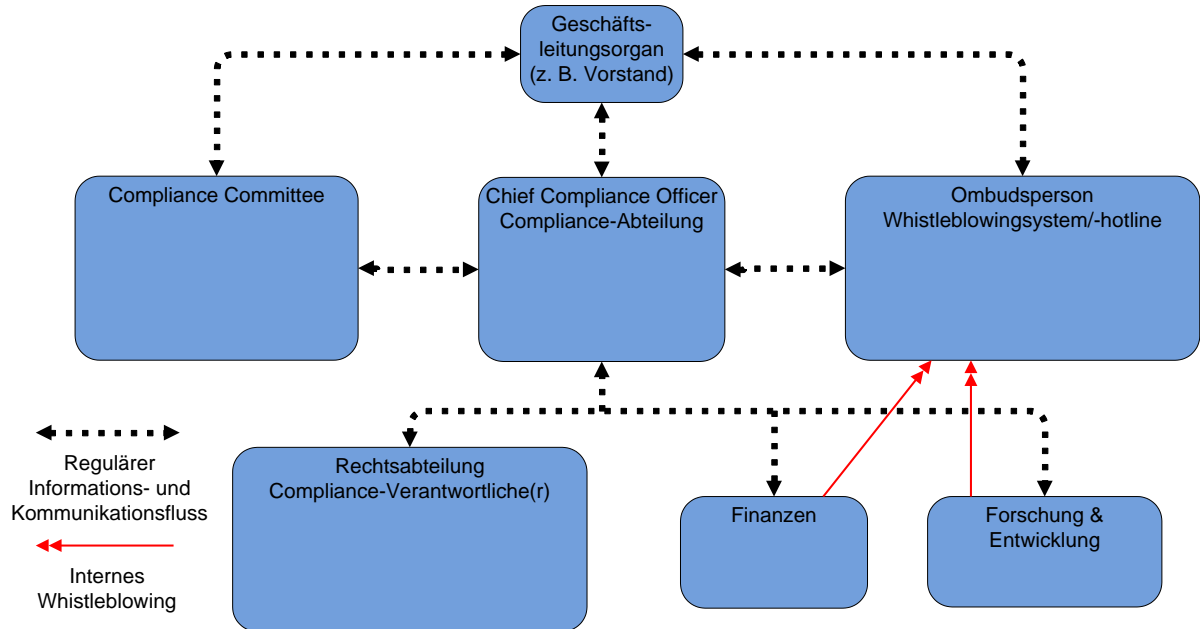 Geschäfts-
leitungsorgan
(z. B. Vorstand)
Compliance Committee
Chief Compliance Officer
Compliance-Abteilung
Ombudsperson
Whistleblowingsystem/-hotline
Regulärer
Informations- und
Kommunikationsfluss
Internes
Whistleblowing
Rechtsabteilung
Compliance-Verantwortliche(r)
Finanzen
Forschung &
Entwicklung